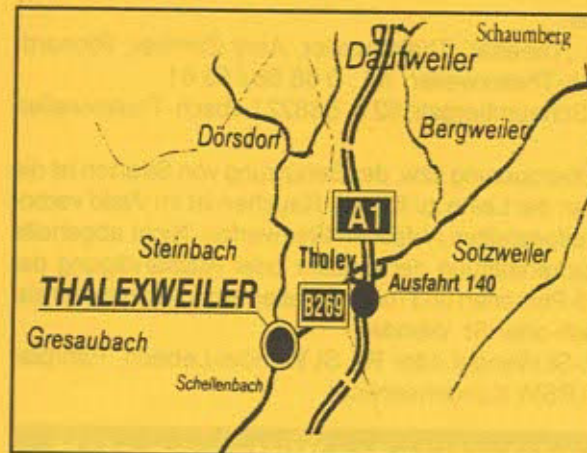 Schaumberg
Dautweiler
Dörsdorf
Bergweiler
A1
Steinbach
Tholey
Sotzweiler
THALEXWEILER
B269
Ausfahrt 140
Gresaubach
Schellenbach